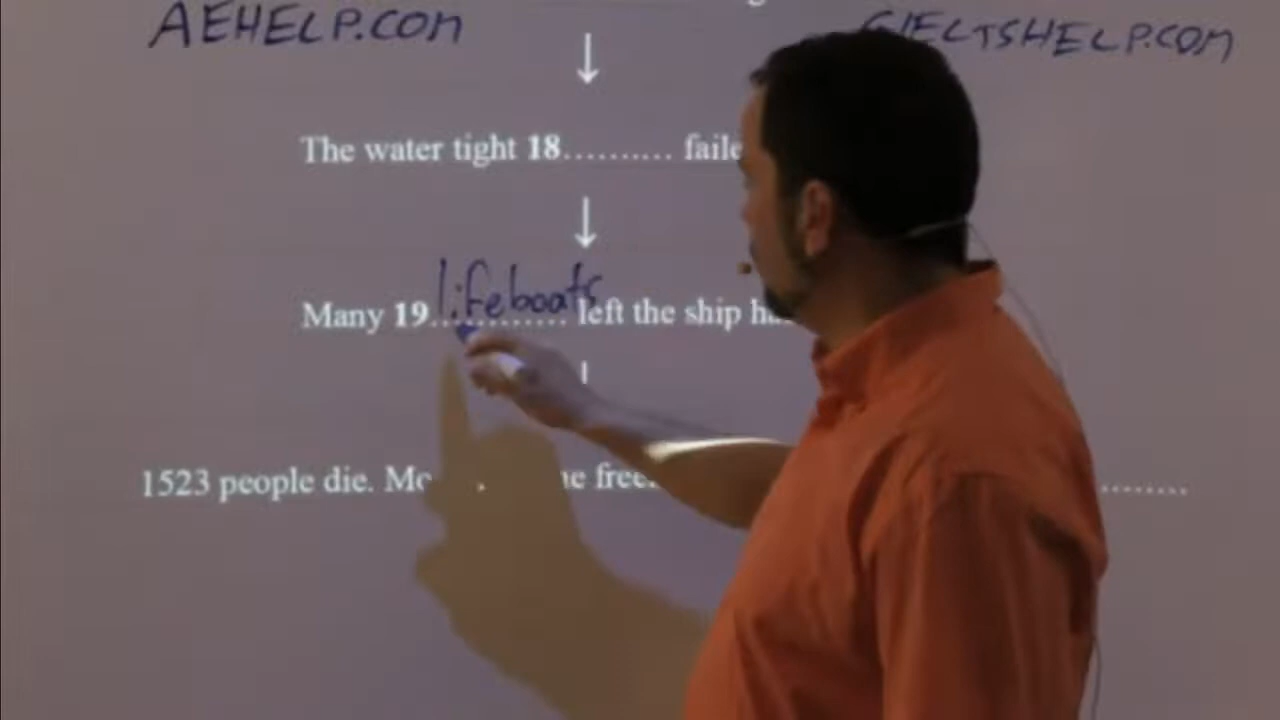 AEHELP.COM GIELTSHELP.COM
The water tight 18.......... faile
lifeboats
Many 19............ left the ship ha
1523 people die. Mo